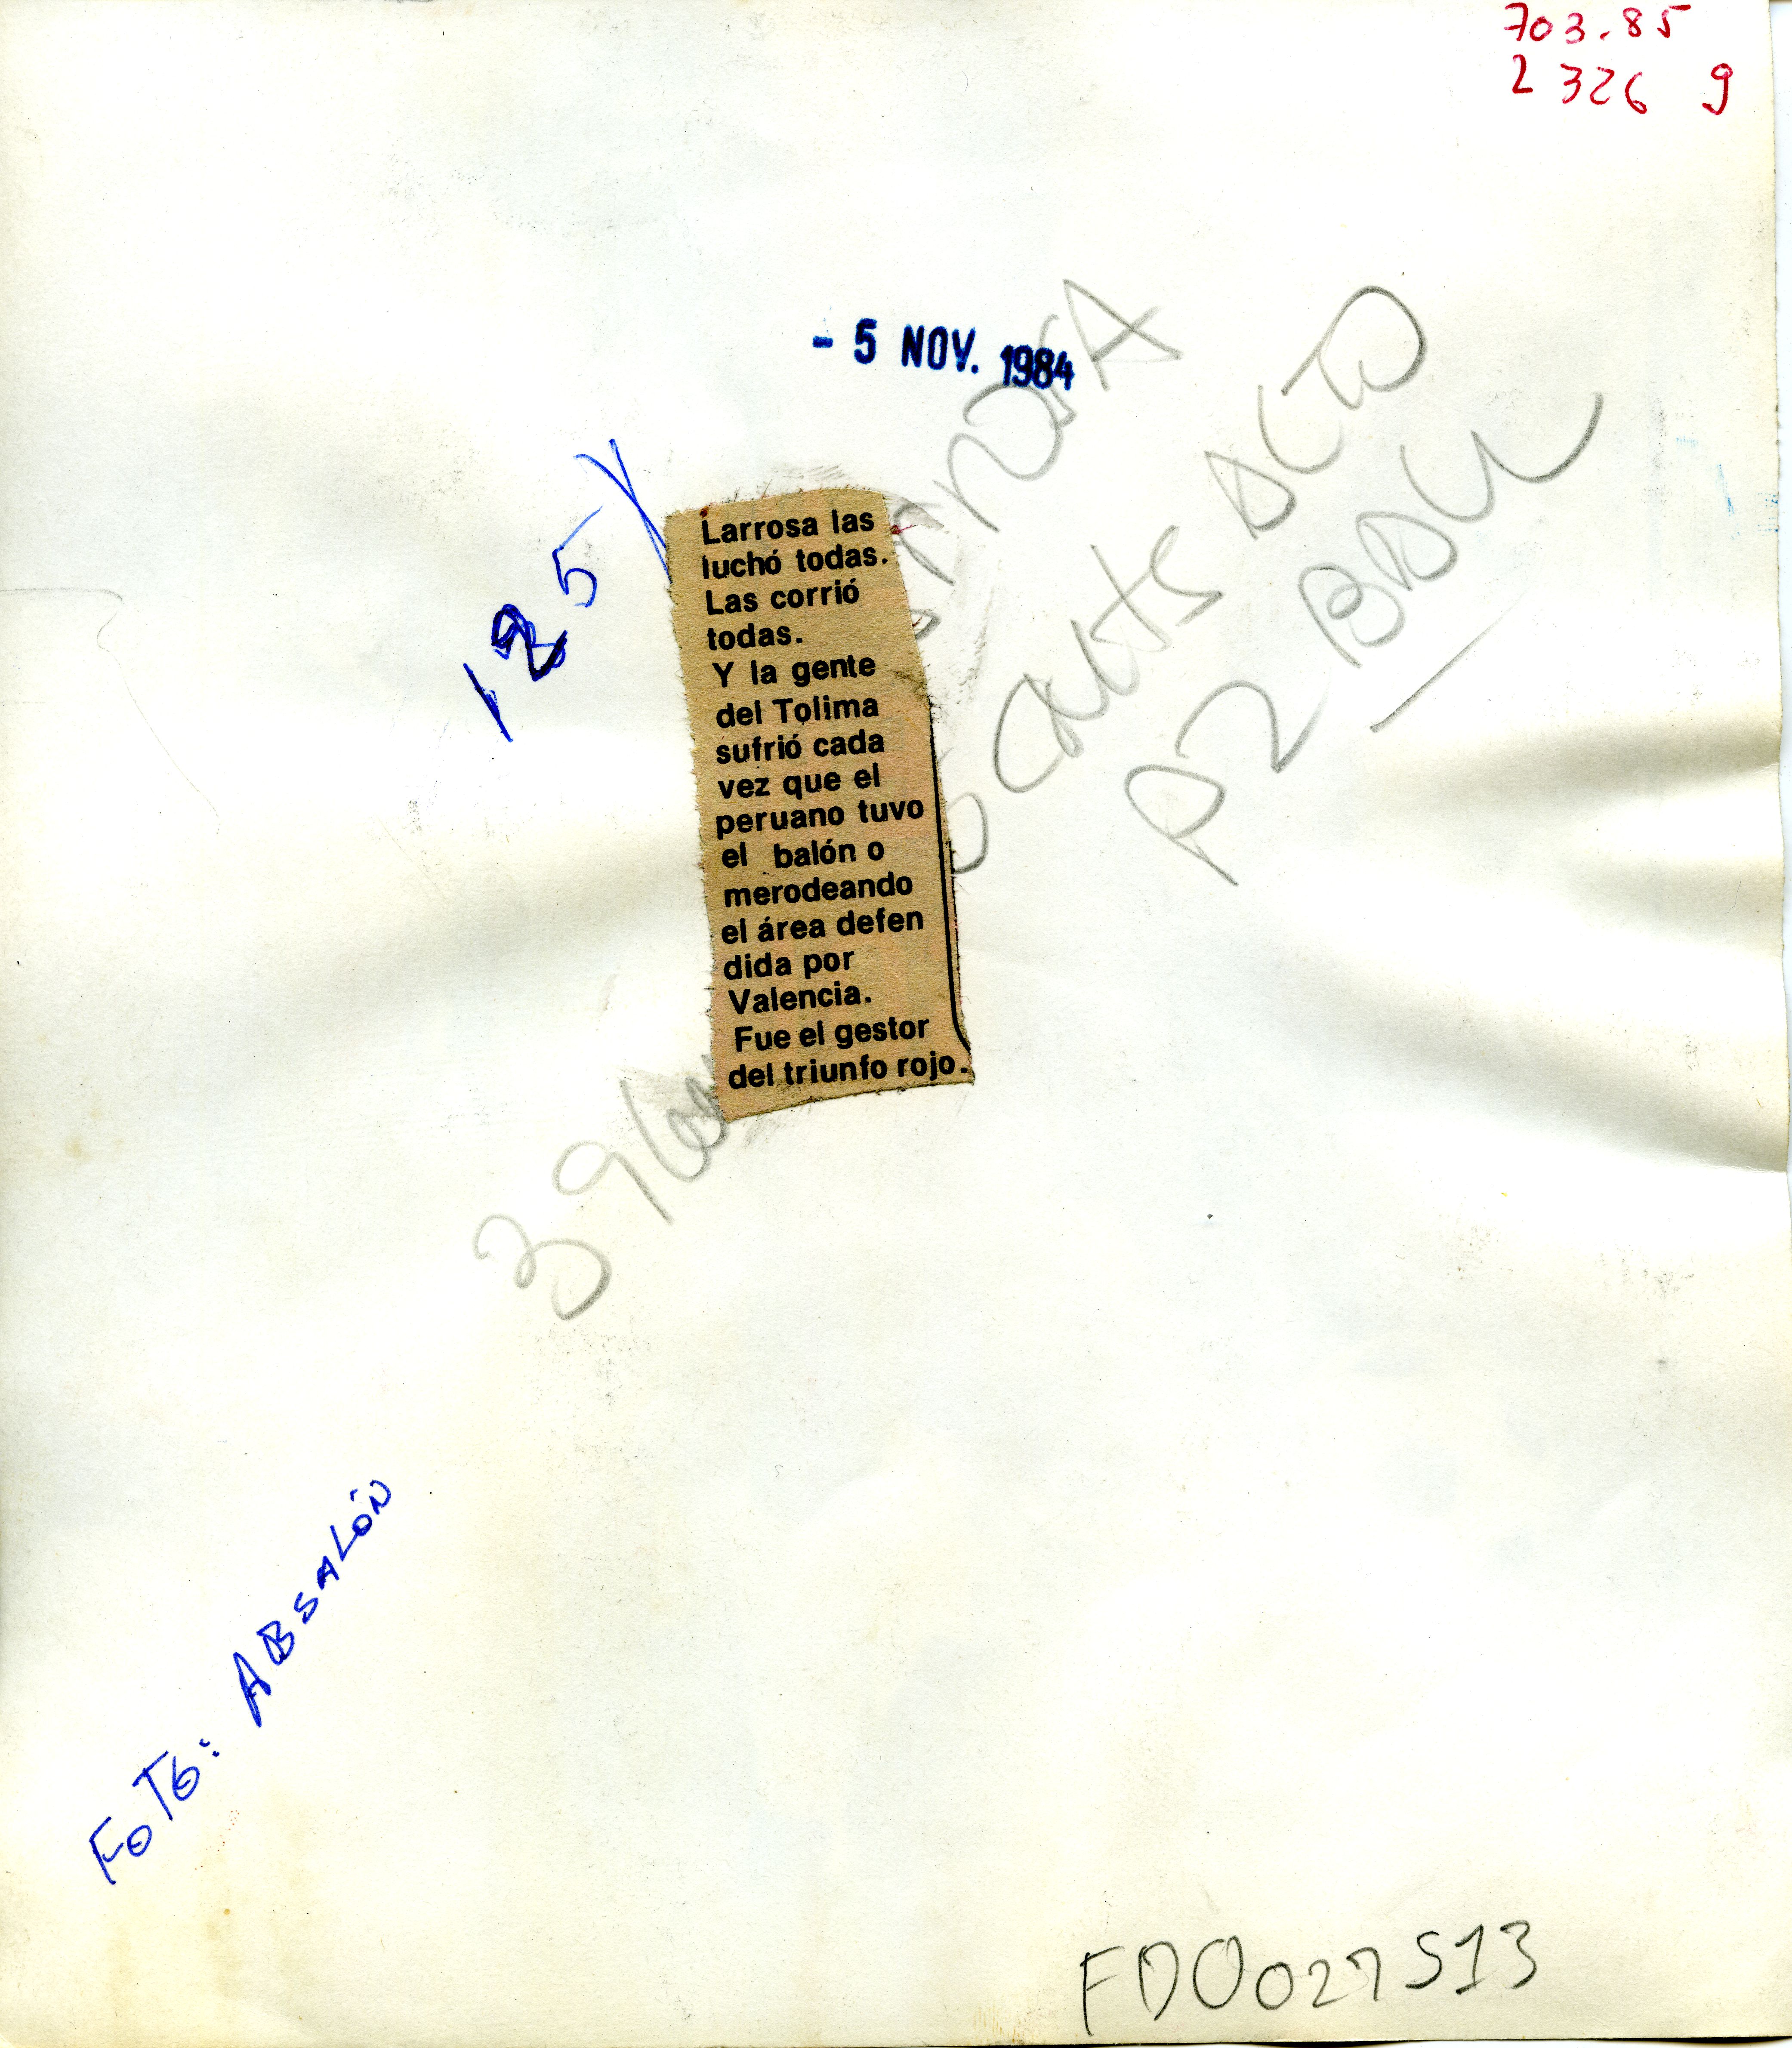 703.85
2 326 9
- 5 NOV. 1984
125
Larrosa las
luchó todas.
Las corrió
todas.
Y la gente
del Tolima
sufrió cada
vez que el
peruano tuvo
el balón o
merodeando
el área defen
dida por
Valencia.
Fue el gestor
del triunfo rojo.
FOTO: ABSALÓN
FDO027513